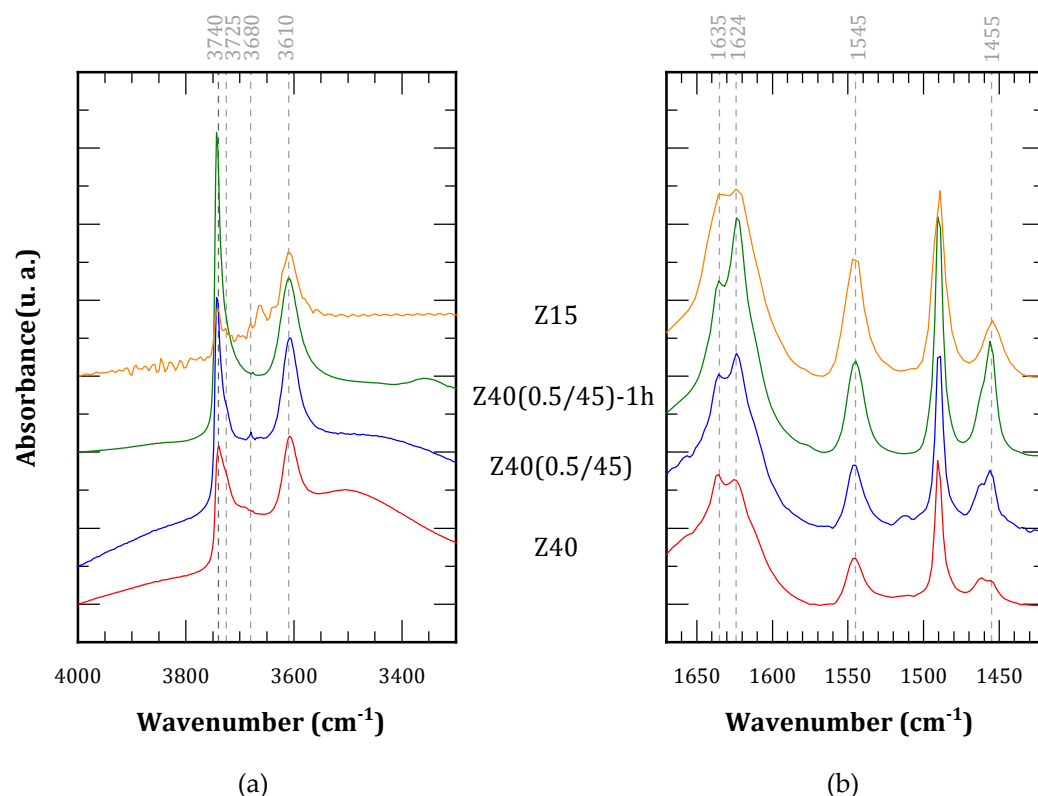 3740
3725
3680
3610
1635
1624
1545
1455
Absorbance(u. a.)
Z15
Z40(0.5/45)-1h
Z40(0.5/45)
Z40
4000 3800 3600 3400
1650 1600 1550 1500 1450
Wavenumber (cm-1) Wavenumber (cm-1)
(a) (b)